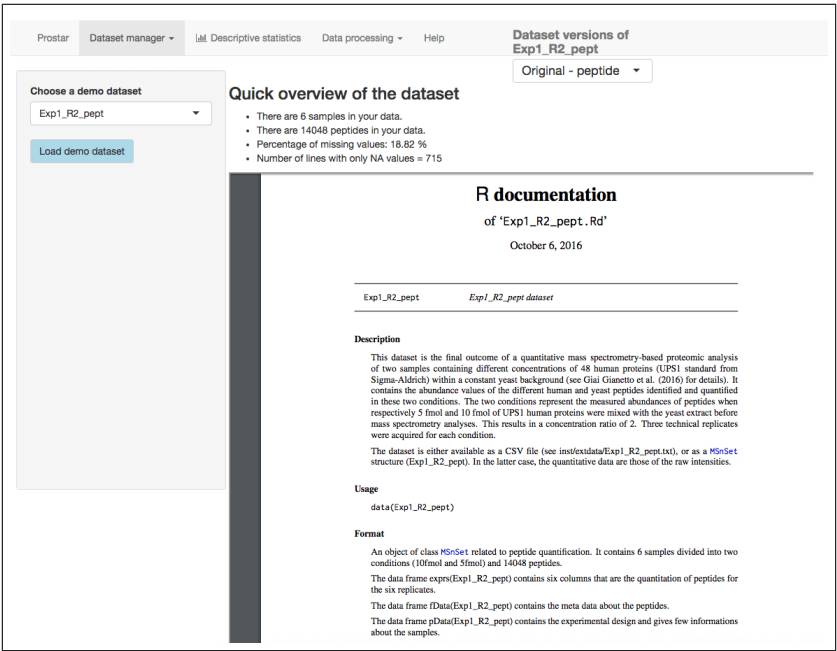 Prostar
Dataset manager
Descriptive statistics
Data processing
Help
Dataset versions of
Exp1_R2_pept
Original - peptide
Choose a demo dataset
Exp1_R2_pept
Load demo dataset
Quick overview of the dataset
• There are 6 samples in your data.
• There are 14048 peptides in your data.
• Percentage of missing values: 18.82 %
• Number of lines with only NA values = 715
R documentation
of ‘Exp1_R2_pept.Rd’
October 6, 2016
Exp1_R2_pept Exp1_R2_pept dataset
Description
This dataset is the final outcome of a quantitative mass spectrometry-based proteomic analysis
of two samples containing different concentrations of 48 human proteins (UPS1 standard from
Sigma-Aldrich) within a constant yeast background (see Giai Gianetto et al. (2016) for details). It
contains the abundance values of the different human and yeast peptides identified and quantified
in these two conditions. The two conditions represent the measured abundances of peptides when
respectively 5 fmol and 10 fmol of UPS1 human proteins were mixed with the yeast extract before
mass spectrometry analyses. This results in a concentration ratio of 2. Three technical replicates
were acquired for each condition.
The dataset is either available as a CSV file (see inst/extdata/Exp1_R2_pept.txt), or as a MSnSet
structure (Exp1_R2_pept). In the latter case, the quantitative data are those of the raw intensities.
Usage
data(Exp1_R2_pept)
Format
An object of class MSnSet related to peptide quantification. It contains 6 samples divided into two
conditions (10fmol and 5fmol) and 14048 peptides.
The data frame exprs(Exp1_R2_pept) contains six columns that are the quantitation of peptides for
the six replicates.
The data frame fData(Exp1_R2_pept) contains the meta data about the peptides.
The data frame pData(Exp1_R2_pept) contains the experimental design and gives few informations
about the samples.